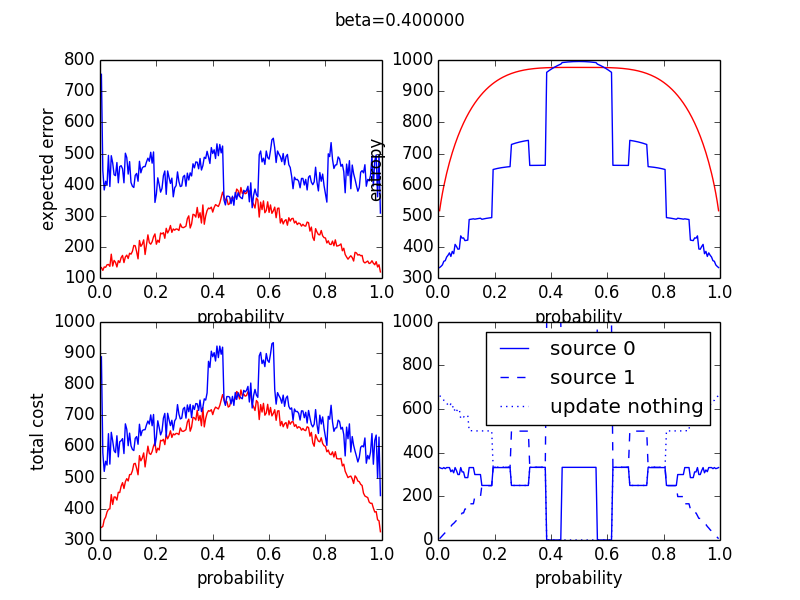 beta=0.400000
800
700
600
500
400
300
200
100
expected error
0.0 0.2 0.4 0.6 0.8 1.0
probability
1000
900
800
700
600
500
400
300
entropy
0.0 0.2 0.4 0.6 0.8 1.0
probability
1000
900
800
700
600
500
400
300
total cost
0.0 0.2 0.4 0.6 0.8 1.0
probability
1000
800
600
400
200
0
source 0
source 1
update nothing
0.0 0.2 0.4 0.6 0.8 1.0
probability